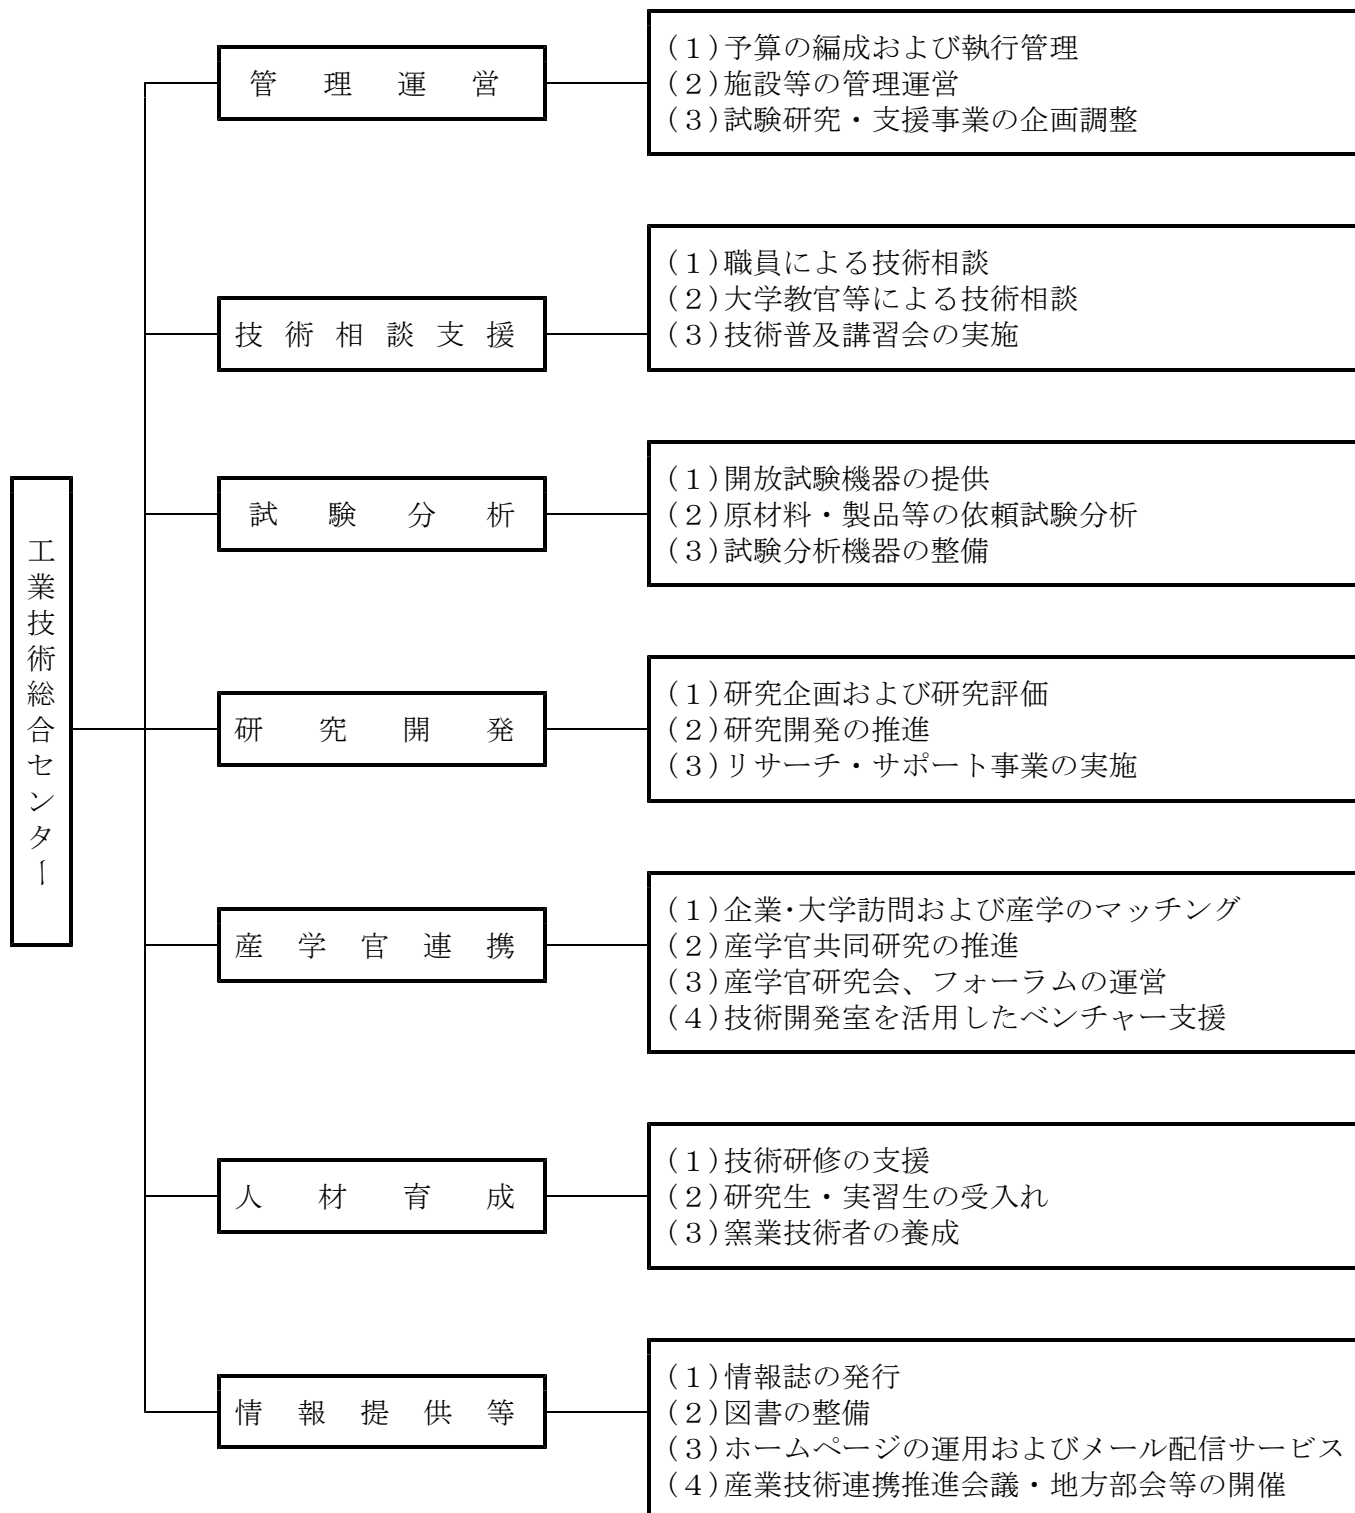 工業技術総合センター
管理運営
(1)予算の編成および執行管理
(2)施設等の管理運営
(3)試験研究・支援事業の企画調整
技術相談支援
(1)職員による技術相談
(2)大学教官等による技術相談
(3)技術普及講習会の実施
試験分析
(1)開放試験機器の提供
(2)原材料・製品等の依頼試験分析
(3)試験分析機器の整備
研究開発
(1)研究企画および研究評価
(2)研究開発の推進
(3)リサーチ・サポート事業の実施
産学官連携
(1)企業・大学訪問および産学のマッチング
(2)産学官共同研究の推進
(3)産学官研究会、フォーラムの運営
(4)技術開発室を活用したベンチャー支援
人材育成
(1)技術研修の支援
(2)研究生・実習生の受入れ
(3)窯業技術者の養成
情報提供等
(1)情報誌の発行
(2)図書の整備
(3)ホームページの運用およびメール配信サービス
(4)産業技術連携推進会議・地方部会等の開催